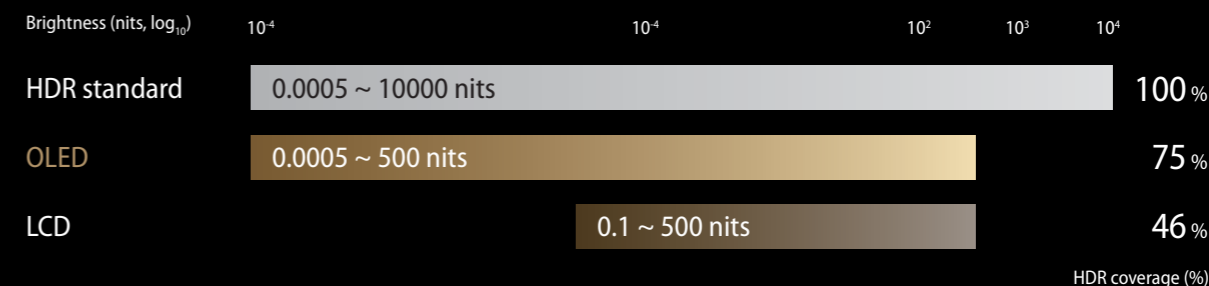 Brightness (nits, log₁₀) 10⁻⁴ 10⁻⁴ 10² 10³ 10⁴
HDR standard 0.0005 ~ 10000 nits 100 %
OLED 0.0005 ~ 500 nits 75 %
LCD 0.1 ~ 500 nits 46 %
HDR coverage (%)